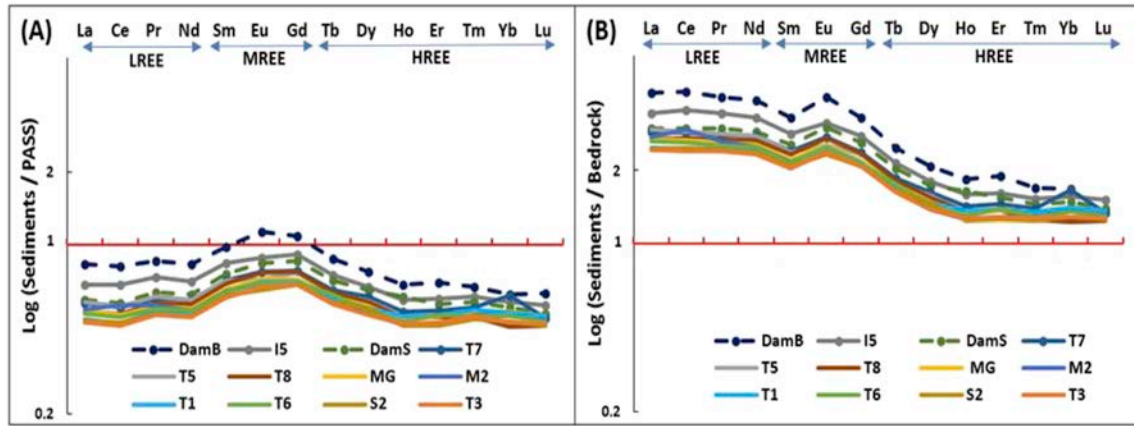 (A)
La Ce Pr Nd Sm Eu Gd Tb Dy Ho Er Tm Yb Lu
LREE MREE HREE
Log (Sediments / PASS)
2
1
0.2
DamB I5 DamS T7
T5 T8 MG M2
T1 T6 S2 T3
(B)
La Ce Pr Nd Sm Eu Gd Tb Dy Ho Er Tm Yb Lu
LREE MREE HREE
Log (Sediments / Bedrock)
2
1
0.2
DamB I5 DamS T7
T5 T8 MG M2
T1 T6 S2 T3